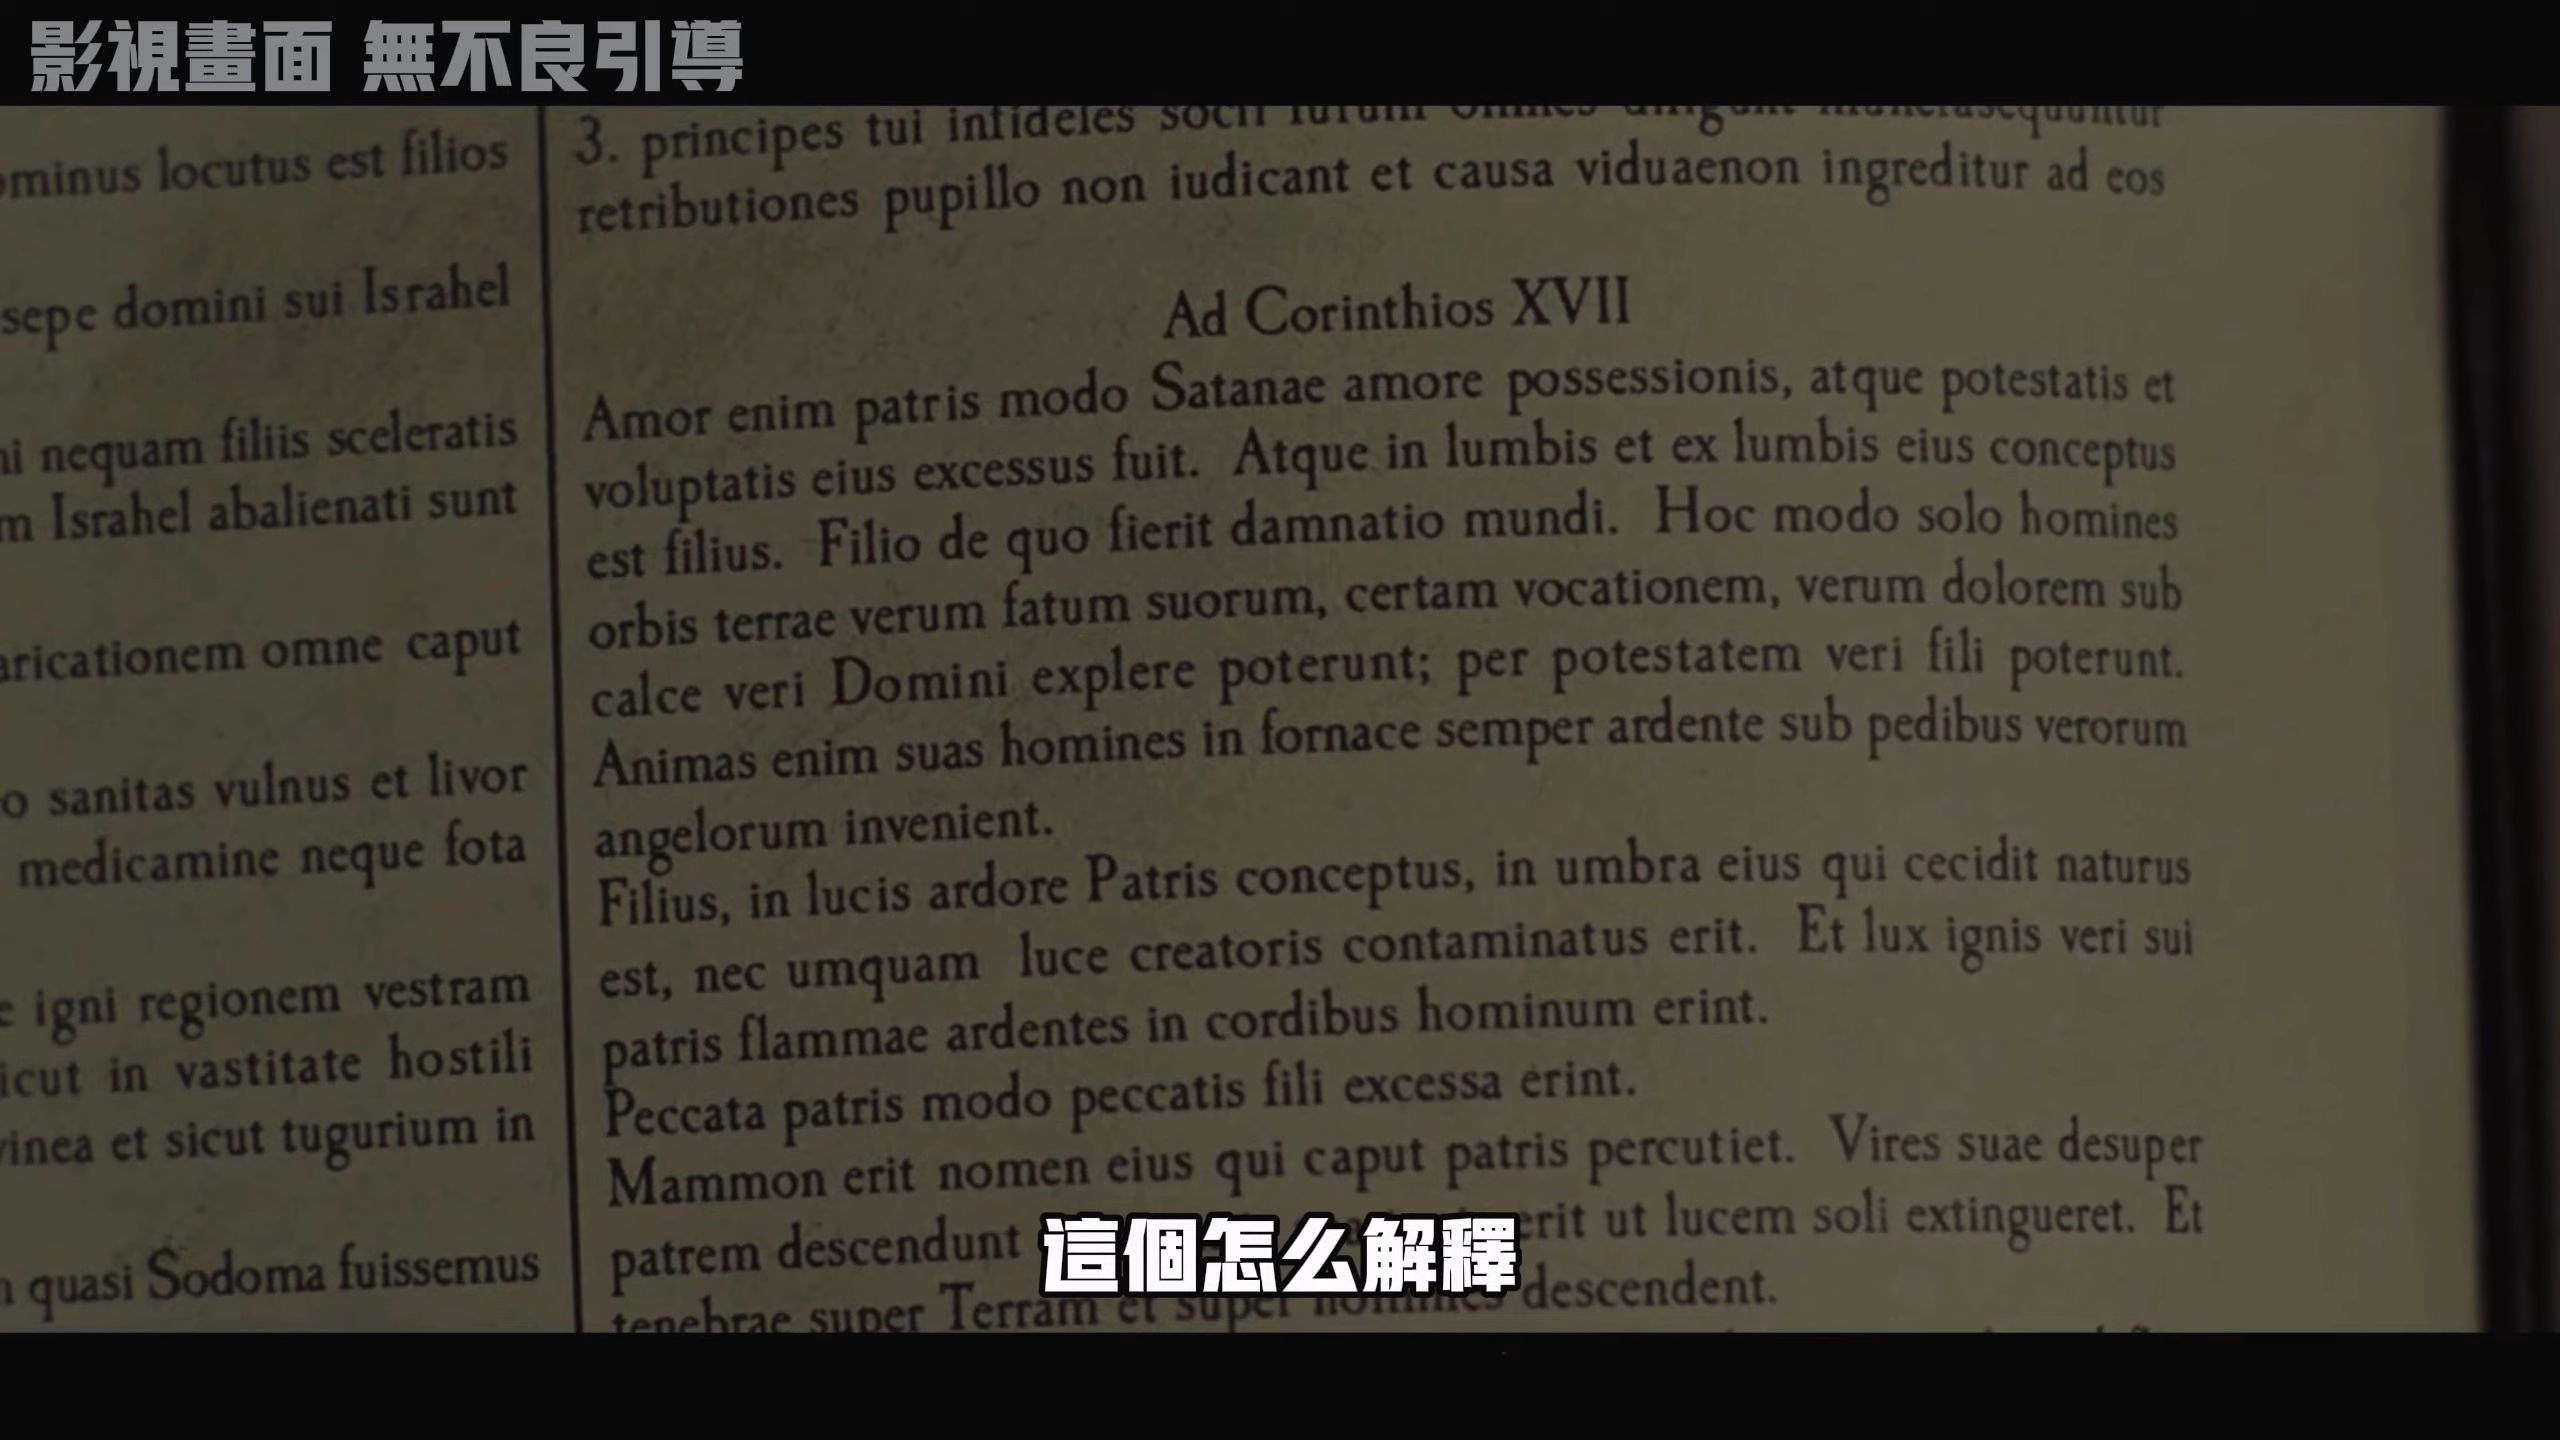 影視畫面 無不良引導
ominus locutus est filios
sepe domini sui Israhel
ni nequam filiis sceleratis
m Israhel abalienati sunt
aricationem omne caput
o sanitas vulnus et livor
medicamine neque fota
e igni regionem vestram
icut in vastitate hostili
vinea et sicut tugurium in
quasi Sodoma fuissemus
3. principes tui infideles socii furum omnes
retributiones pupillo non iudicant et causa viduaenon ingreditur ad eos
Ad Corinthios XVII
Amor enim patris modo Satanae amore possessionis, atque potestatis et
voluptatis eius excessus fuit. Atque in lumbis et ex lumbis eius conceptus
est filius. Filio de quo fierit damnatio mundi. Hoc modo solo homines
orbis terrae verum fatum suorum, certam vocationem, verum dolorem sub
calce veri Domini explere poterunt; per potestatem veri fili poterunt.
Animas enim suas homines in fornace semper ardente sub pedibus verorum
angelorum invenient.
Filius, in lucis ardore Patris conceptus, in umbra eius qui cecidit naturus
est, nec umquam luce creatoris contaminatus erit. Et lux ignis veri sui
patris flammae ardentes in cordibus hominum erint.
Peccata patris modo peccatis fili excessa erint.
Mammon erit nomen eius qui caput patris percutiet. Vires suae desuper
patrem descendunt erit ut lucem soli extingueret. Et
tenebrae super Terram et super hominies descendent.
這個怎么解釋